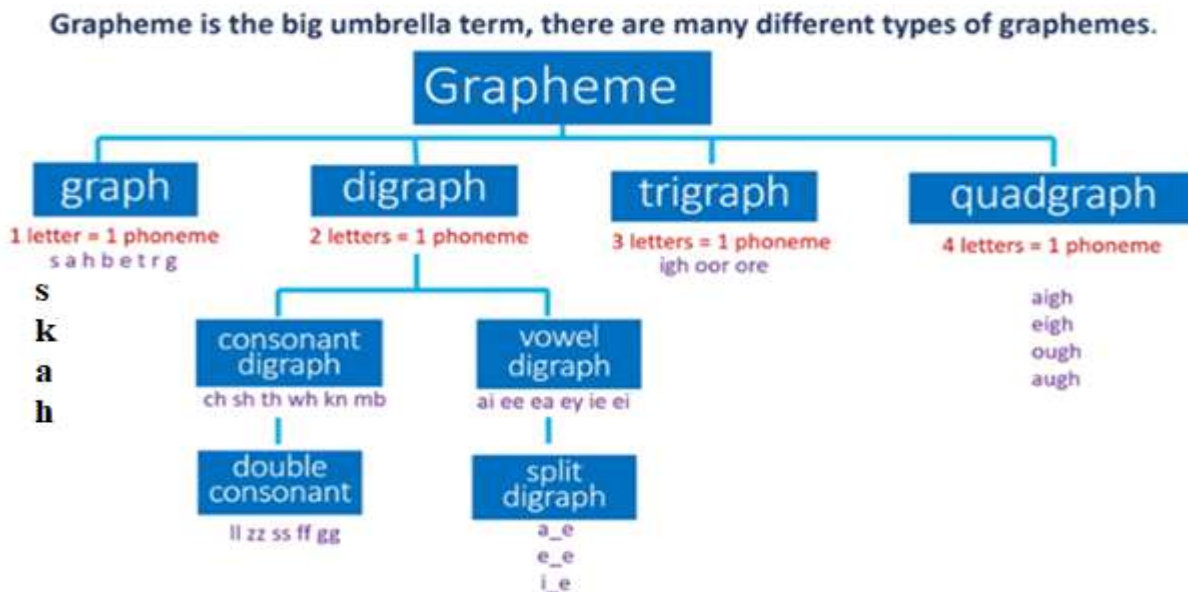 Grapheme is the big umbrella term, there are many different types of graphemes.
Grapheme
graph
1 letter = 1 phoneme
s a h b e t r g
s
k
a
h
digraph
2 letters = 1 phoneme
consonant
digraph
ch sh th wh kn mb
double
consonant
ll zz ss ff gg
vowel
digraph
ai ee ea ey ie ei
split
digraph
a_e
e_e
i_e
trigraph
3 letters = 1 phoneme
igh oor ore
quadgraph
4 letters = 1 phoneme
aigh
eigh
ough
augh